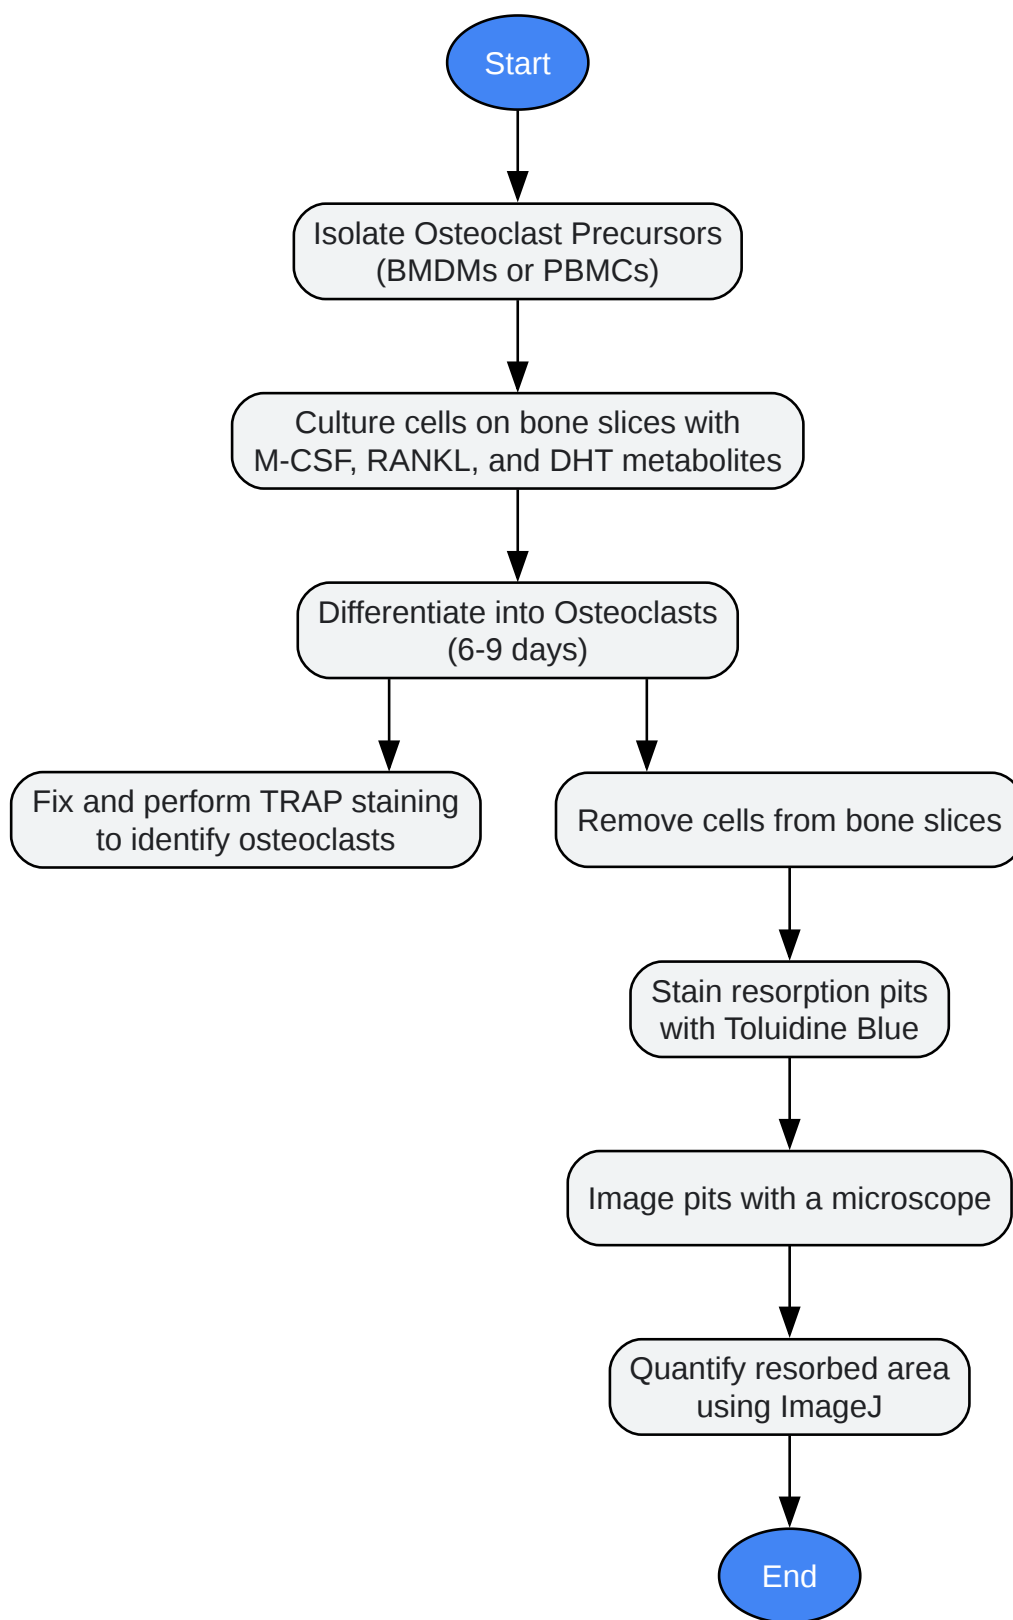 Start
Isolate Osteoclast Precursors
(BMDMs or PBMCs)
Culture cells on bone slices with
M-CSF, RANKL, and DHT metabolites
Differentiate into Osteoclasts
(6-9 days)
Fix and perform TRAP staining
to identify osteoclasts
Remove cells from bone slices
Stain resorption pits
with Toluidine Blue
Image pits with a microscope
Quantify resorbed area
using ImageJ
End